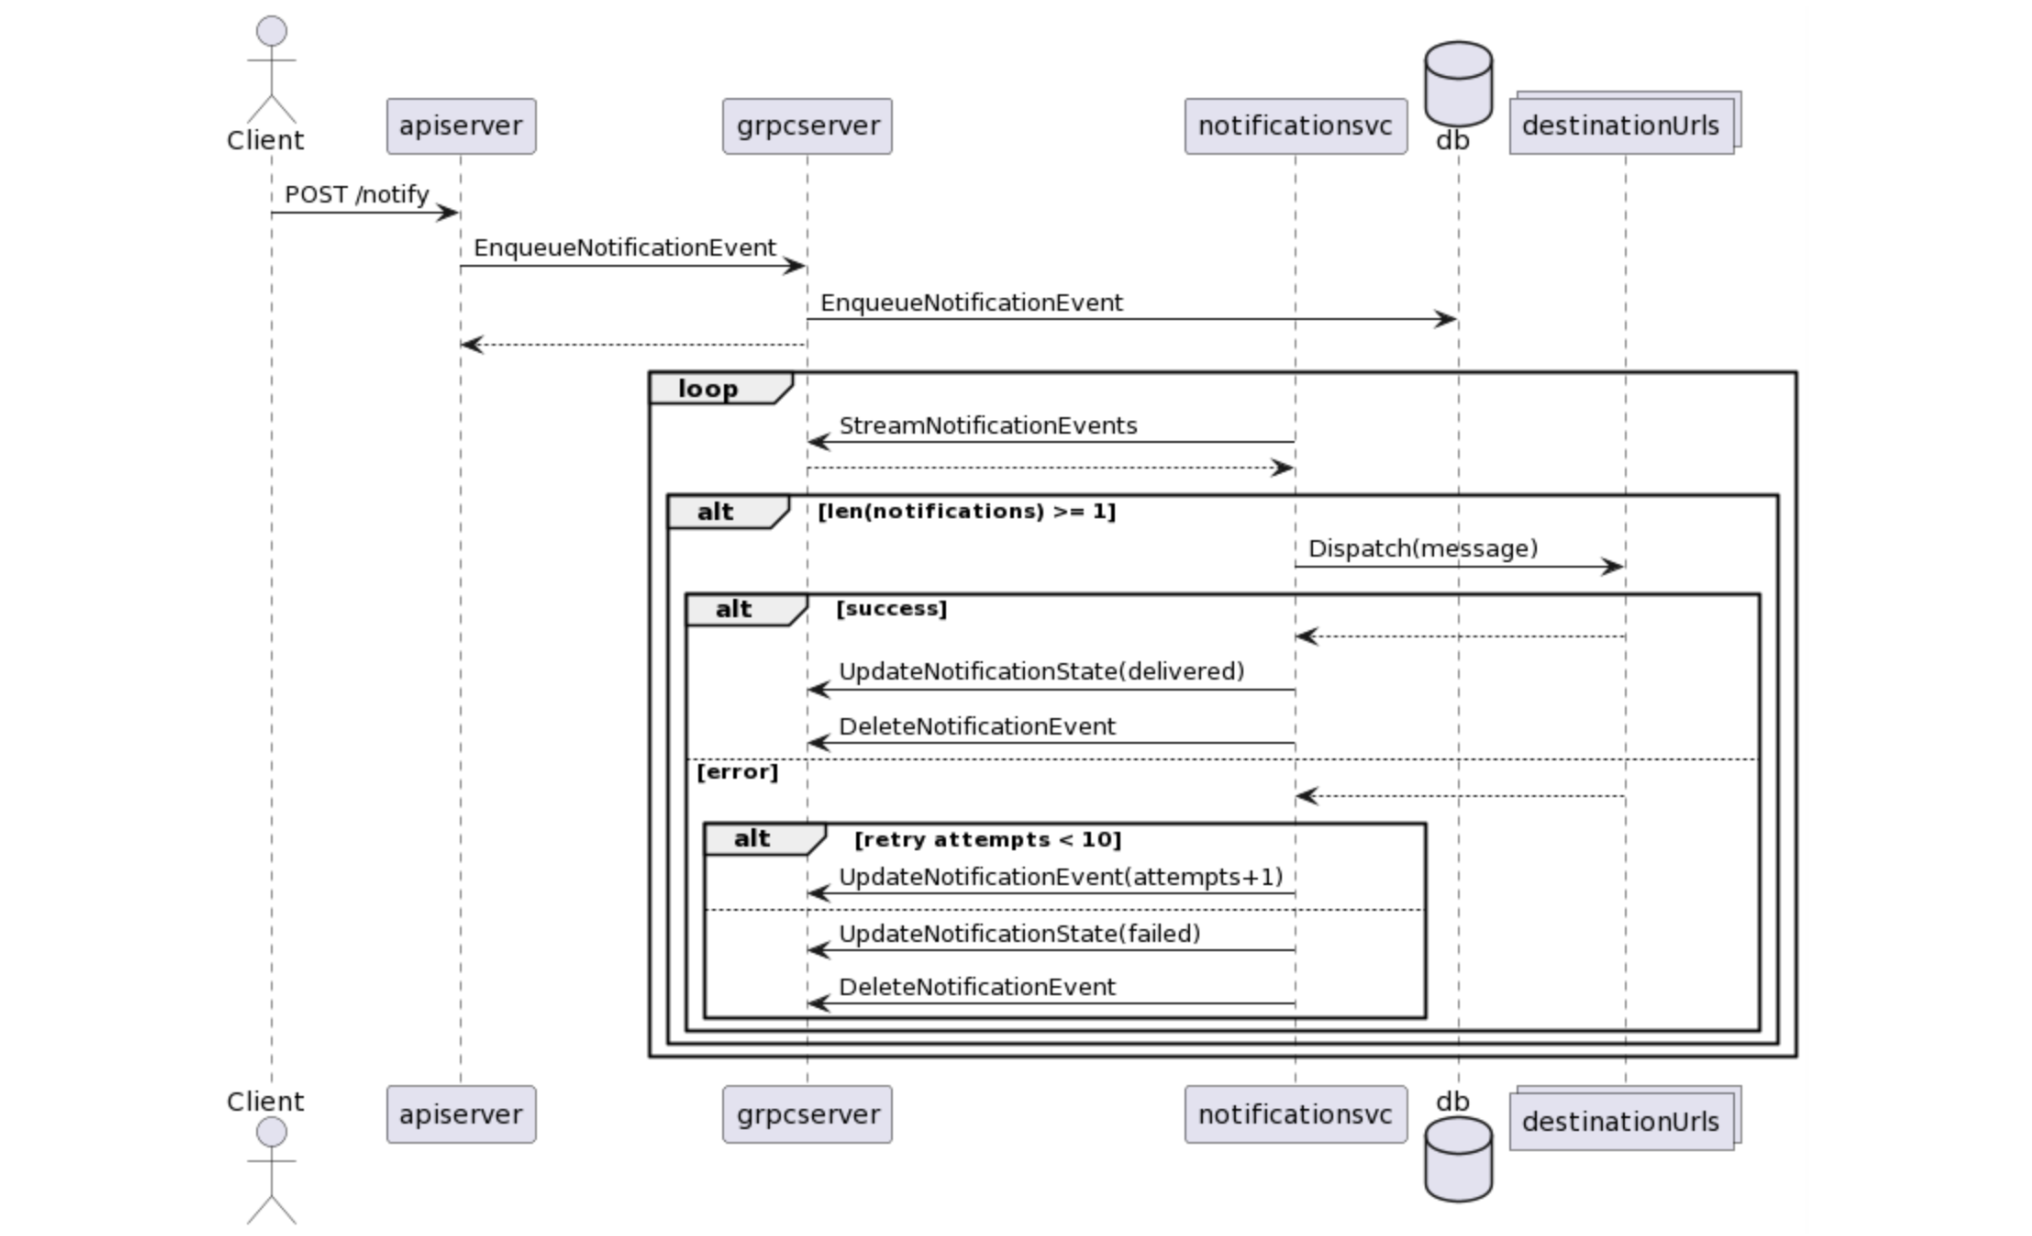 Client
apiserver
grpcserver
notificationsvc
db
destinationUrls
POST /notify
EnqueueNotificationEvent
EnqueueNotificationEvent
loop
StreamNotificationEvents
alt
[len(notifications) >= 1]
Dispatch(message)
alt
[success]
UpdateNotificationState(delivered)
DeleteNotificationEvent
[error]
alt
[retry attempts < 10]
UpdateNotificationEvent(attempts+1)
UpdateNotificationState(failed)
DeleteNotificationEvent
Client
apiserver
grpcserver
notificationsvc
db
destinationUrls